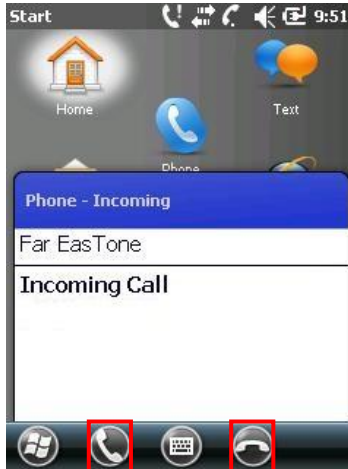 Start 9:51
Home
Text
Phone
Phone - Incoming
Far EasTone
Incoming Call